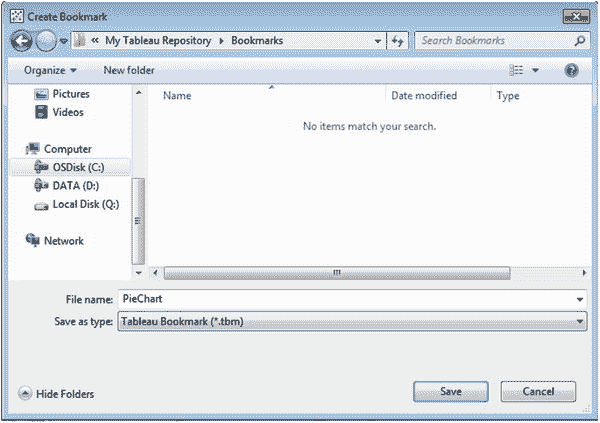 Create Bookmark
« My Tableau Repository Bookmarks Search Bookmarks
Organize New folder
Name Date modified Type
No items match your search.
Pictures
Videos
Computer
OSDisk (C:)
DATA (D:)
Local Disk (Q:)
Network
File name: PieChart
Save as type: Tableau Bookmark (*.tbm)
Hide Folders Save Cancel